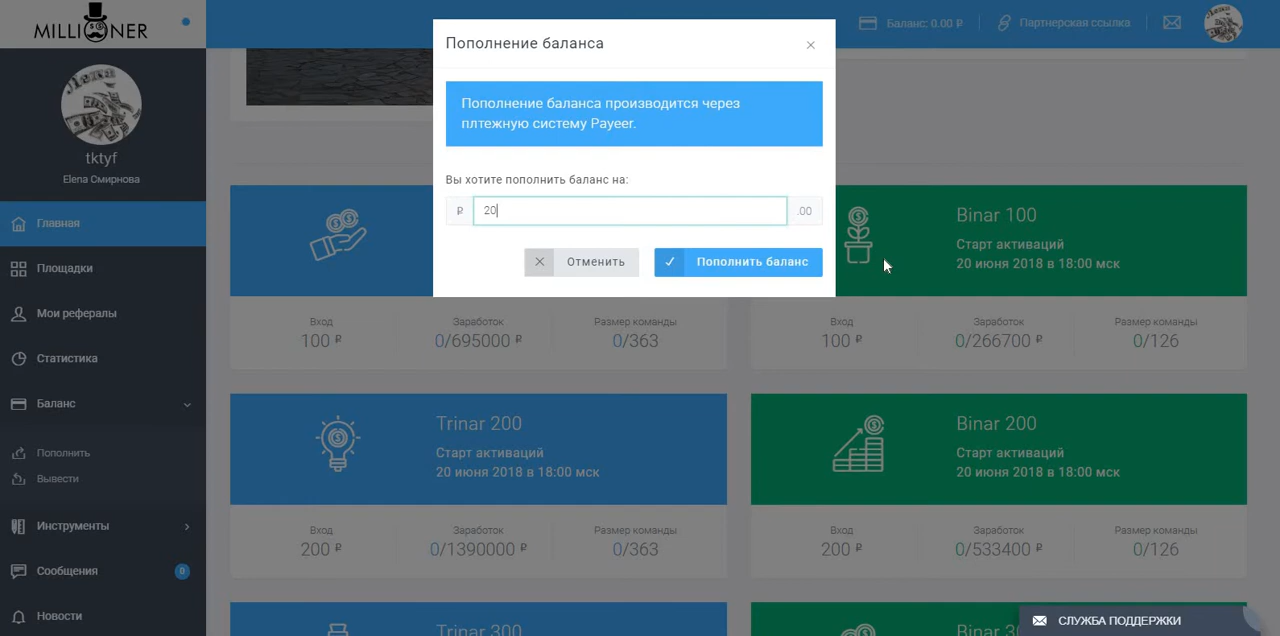 MILLIONER
Баланс: 0.00 ₽
Партнерская ссылка
Лена
tktyf
Elena Смирнова
Главная
Площадки
Мои рефералы
Статистика
Баланс
Пополнить
Вывести
Инструменты
Сообщения
0
Новости
Пополнение баланса
Пополнение баланса производится через
плтежную систему Payeer.
Вы хотите пополнить баланс на:
₽ 20 .00
Отменить
Пополнить баланс
Binar 100
Старт активаций
20 июня 2018 в 18:00 мск
Вход Заработок Размер команды
100 ₽ 0/695000 ₽ 0/363
Вход Заработок Размер команды
100 ₽ 0/266700 ₽ 0/126
Trinar 200
Старт активаций
20 июня 2018 в 18:00 мск
Вход Заработок Размер команды
200 ₽ 0/1390000 ₽ 0/363
Binar 200
Старт активаций
20 июня 2018 в 18:00 мск
Вход Заработок Размер команды
200 ₽ 0/533400 ₽ 0/126
Trinar 300
Binar
СЛУЖБА ПОДДЕРЖКИ